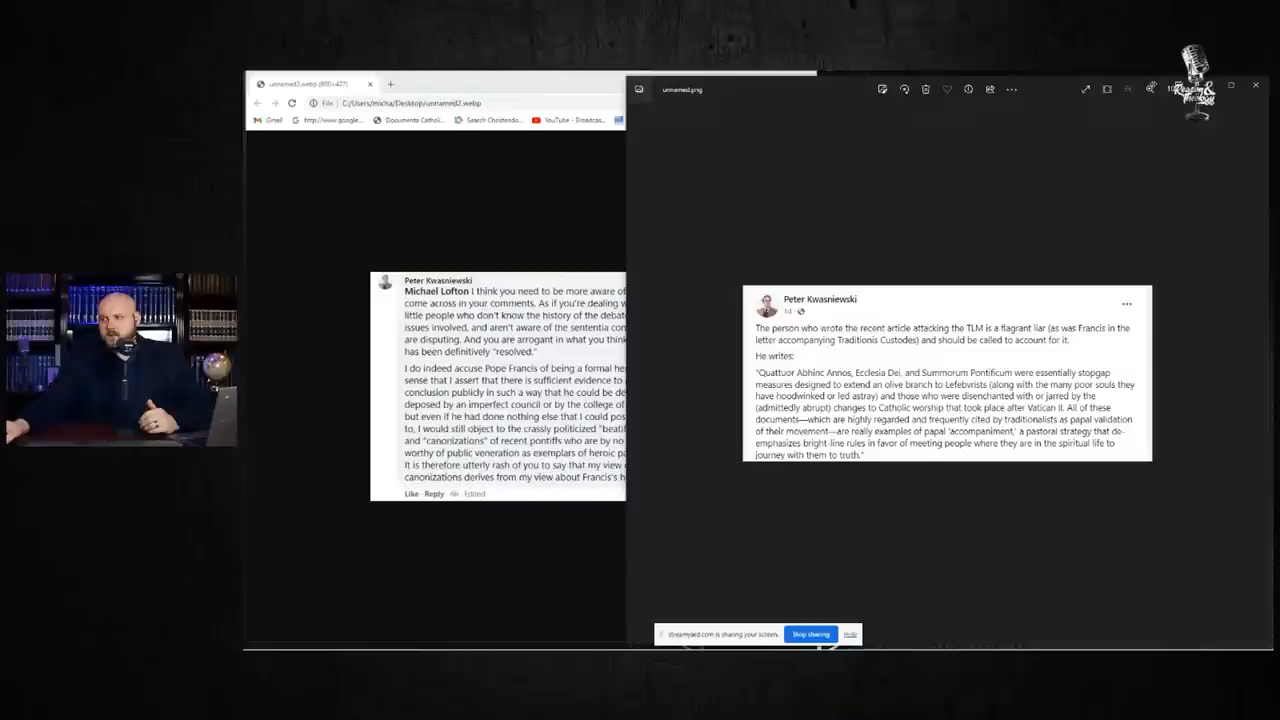 unnamed2.webp (600×427)
File
C:/Users/micha/Desktop/unnamed2.webp
Gmail
http://www.google...
Documenta Catholi...
Search Christendo...
YouTube - Broadcas...
Peter Kwasniewski
Michael Lofton I think you need to be more aware of
come across in your comments. As if you're dealing w
little people who don't know the history of the debat
issues involved, and aren't aware of the sententia con
are disputing. And you are arrogant in what you think
has been definitively "resolved."
I do indeed accuse Pope Francis of being a formal he
sense that I assert that there is sufficient evidence to
conclusion publicly in such a way that he could be de
deposed by an imperfect council or by the college of
but even if he had done nothing else that I could pos
to, I would still object to the crassly politicized "beatif
and "canonizations" of recent pontiffs who are by no
worthy of public veneration as exemplars of heroic
It is therefore utterly rash of you to say that my view
canonizations derives from my view about Francis's h
Like Reply 6h Edited
unnamed.png
Reason &
Theology
Peter Kwasniewski
1d
The person who wrote the recent article attacking the TLM is a flagrant liar (as was Francis in the
letter accompanying Traditionis Custodes) and should be called to account for it.
He writes:
"Quattuor Abhinc Annos, Ecclesia Dei, and Summorum Pontificum were essentially stopgap
measures designed to extend an olive branch to Lefebvrists (along with the many poor souls they
have hoodwinked or led astray) and those who were disenchanted with or jarred by the
(admittedly abrupt) changes to Catholic worship that took place after Vatican II. All of these
documents—which are highly regarded and frequently cited by traditionalists as papal validation
of their movement—are really examples of papal 'accompaniment,' a pastoral strategy that de-
emphasizes bright-line rules in favor of meeting people where they are in the spiritual life to
journey with them to truth."
streamyard.com is sharing your screen.
Stop sharing
Hide